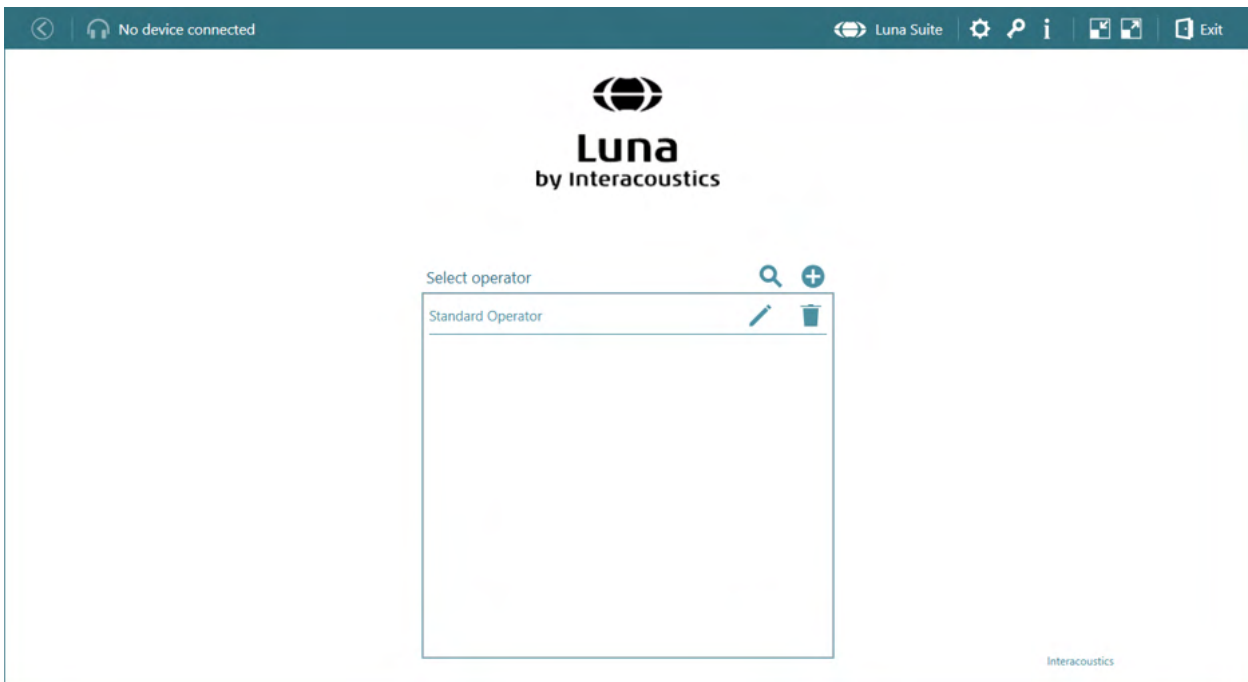 No device connected
Luna Suite
Exit
Luna
by Interacoustics
Select operator
Standard Operator
Interacoustics